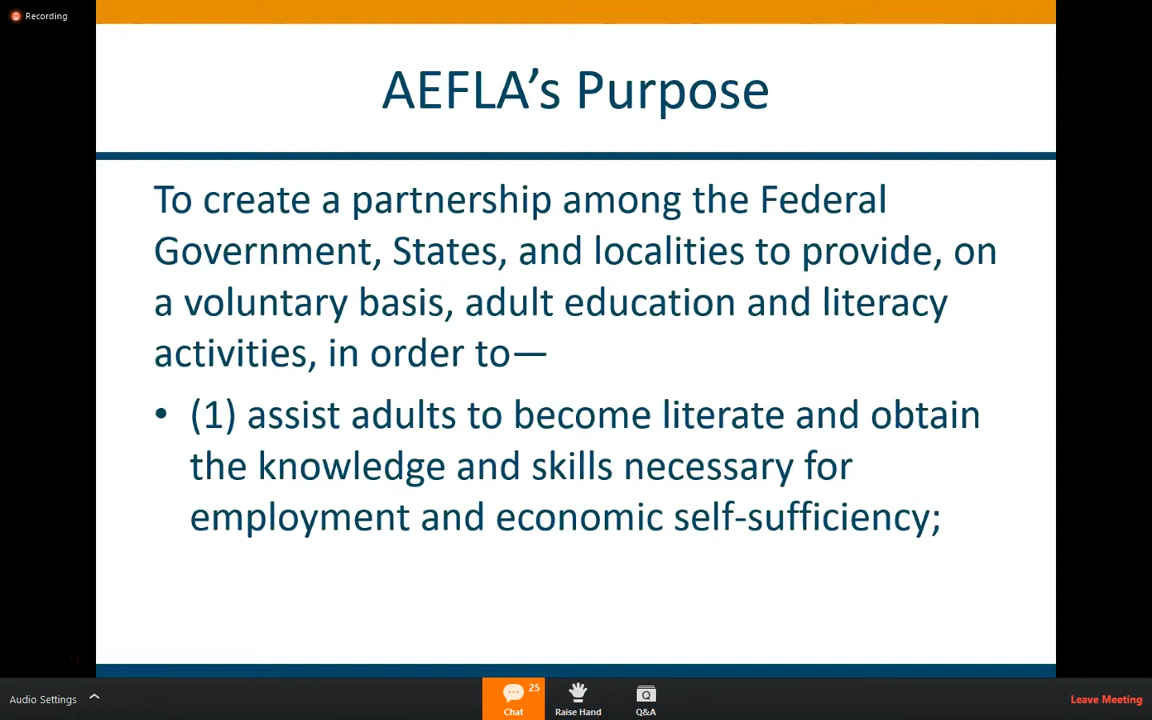 Recording
AEFLA's Purpose
To create a partnership among the Federal
Government, States, and localities to provide, on
a voluntary basis, adult education and literacy
activities, in order to—
• (1) assist adults to become literate and obtain
the knowledge and skills necessary for
employment and economic self-sufficiency;
Audio Settings
25
Chat
Raise Hand
Q&A
Leave Meeting